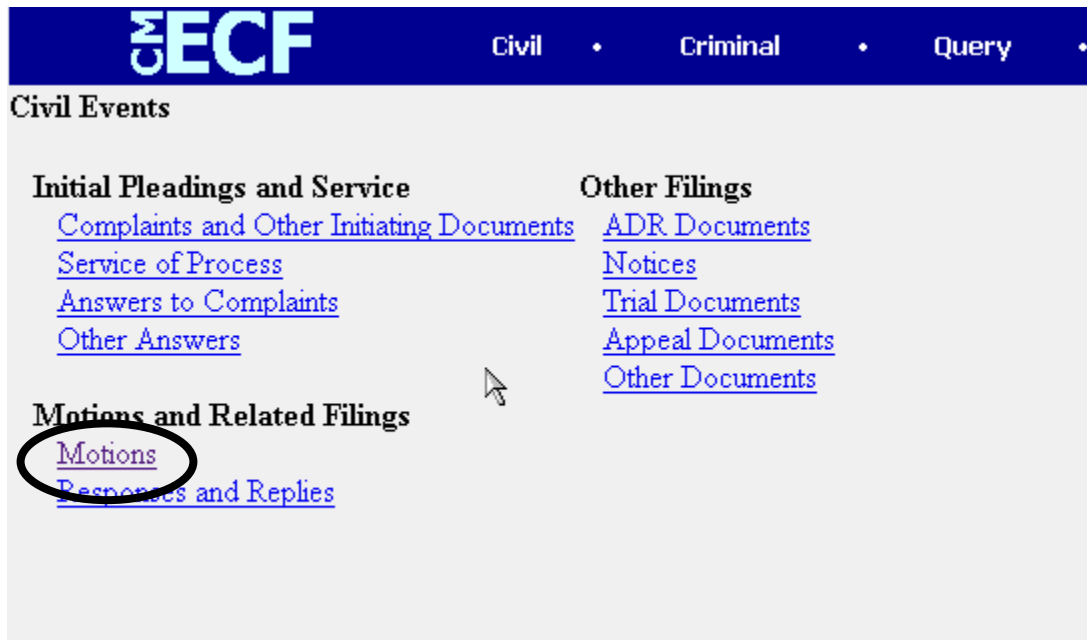 CM ECF Civil • Criminal • Query •
Civil Events
Initial Pleadings and Service
Complaints and Other Initiating Documents
Service of Process
Answers to Complaints
Other Answers
Motions and Related Filings
Motions
Responses and Replies
Other Filings
ADR Documents
Notices
Trial Documents
Appeal Documents
Other Documents